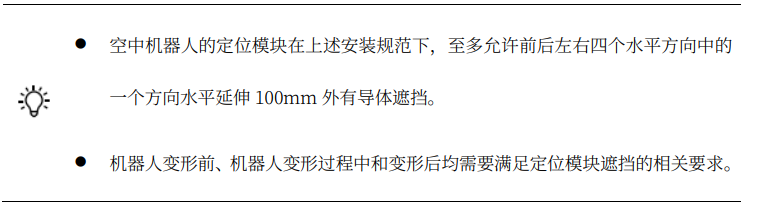 ● 空中机器人的定位模块在上述安装规范下，至多允许前后左右四个水平方向中的
一个方向水平延伸 100mm 外有导体遮挡。
● 机器人变形前、机器人变形过程中和变形后均需要满足定位模块遮挡的相关要求。